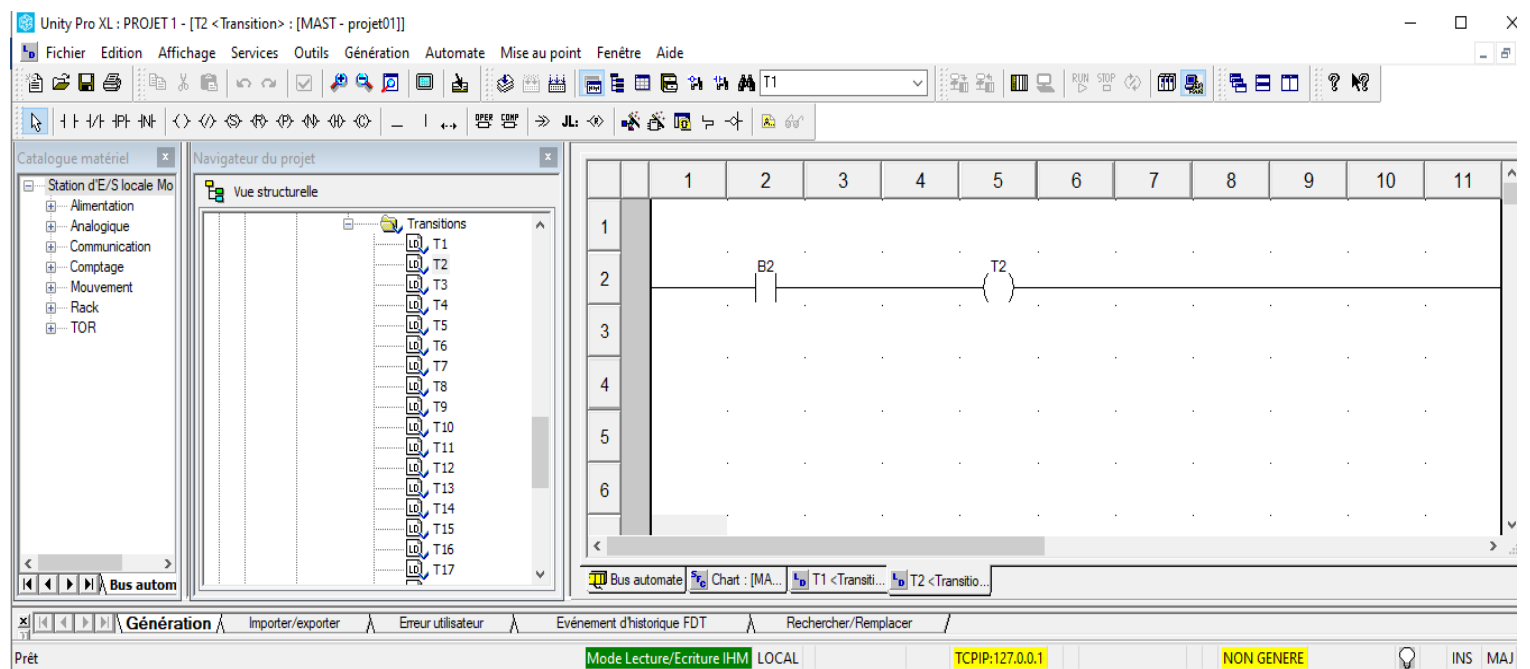 Unity Pro XL : PROJET 1 - [T2 <Transition> : [MAST - projet01]]
Fichier Edition Affichage Services Outils Génération Automate Mise au point Fenêtre Aide
T1
RUN STOP
OPER COMP JL:
Catalogue matériel
Navigateur du projet
Station d'E/S locale Mo
Alimentation
Analogique
Communication
Comptage
Mouvement
Rack
TOR
Bus autom
Vue structurelle
Transitions
T1
T2
T3
T4
T5
T6
T7
T8
T9
T10
T11
T12
T13
T14
T15
T16
T17
1 2 3 4 5 6 7 8 9 10 11
1
2
3
4
5
6
B2 T2
Bus automate Chart : [MA... T1 <Transiti... T2 <Transitio...
Génération Importer/exporter Erreur utilisateur Evénement d'historique FDT Rechercher/Remplacer
Prêt Mode Lecture/Ecriture IHM LOCAL TCPIP:127.0.0.1 NON GENERE INS MAJ